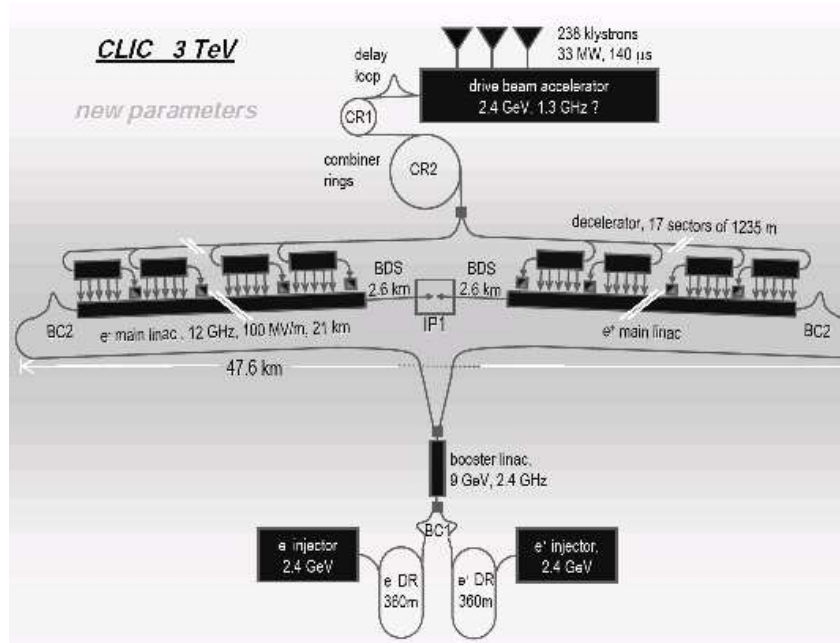 CLIC 3 TeV
new parameters
delay
loop
238 klystrons
33 MW, 140 μs
drive beam accelerator
2.4 GeV, 1.3 GHz ?
CR1
combiner
rings
CR2
decelerator, 17 sectors of 1235 m
BDS
2.6 km
BDS
2.6 km
IP1
BC2
e⁻ main linac , 12 GHz, 100 MV/m, 21 km
e⁺ main linac
BC2
47.6 km
booster linac,
9 GeV, 2.4 GHz
BC1
e⁻ injector
2.4 GeV
e⁺ injector,
2.4 GeV
e⁻ DR
360m
e⁺ DR
360m